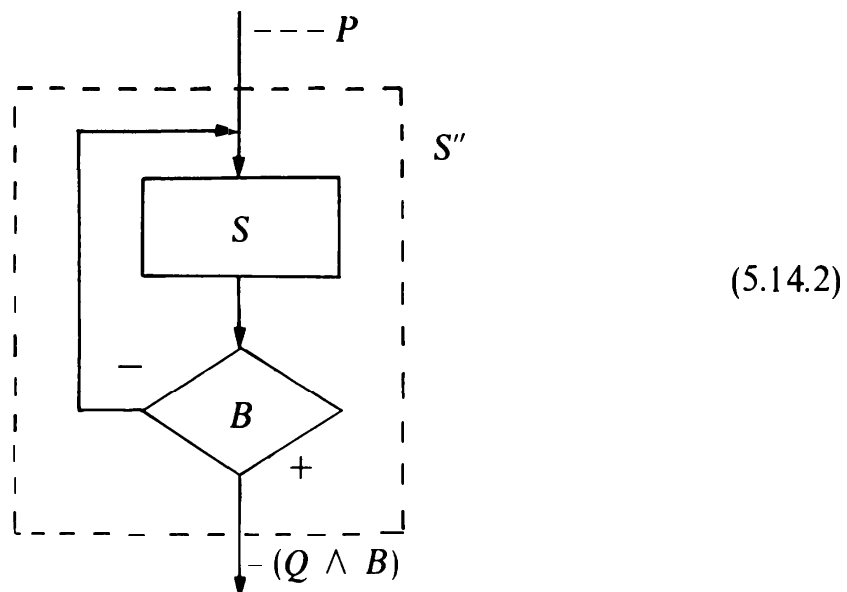 --- P
S″
S
(5.14.2)
−
B
+
– (Q ∧ B)